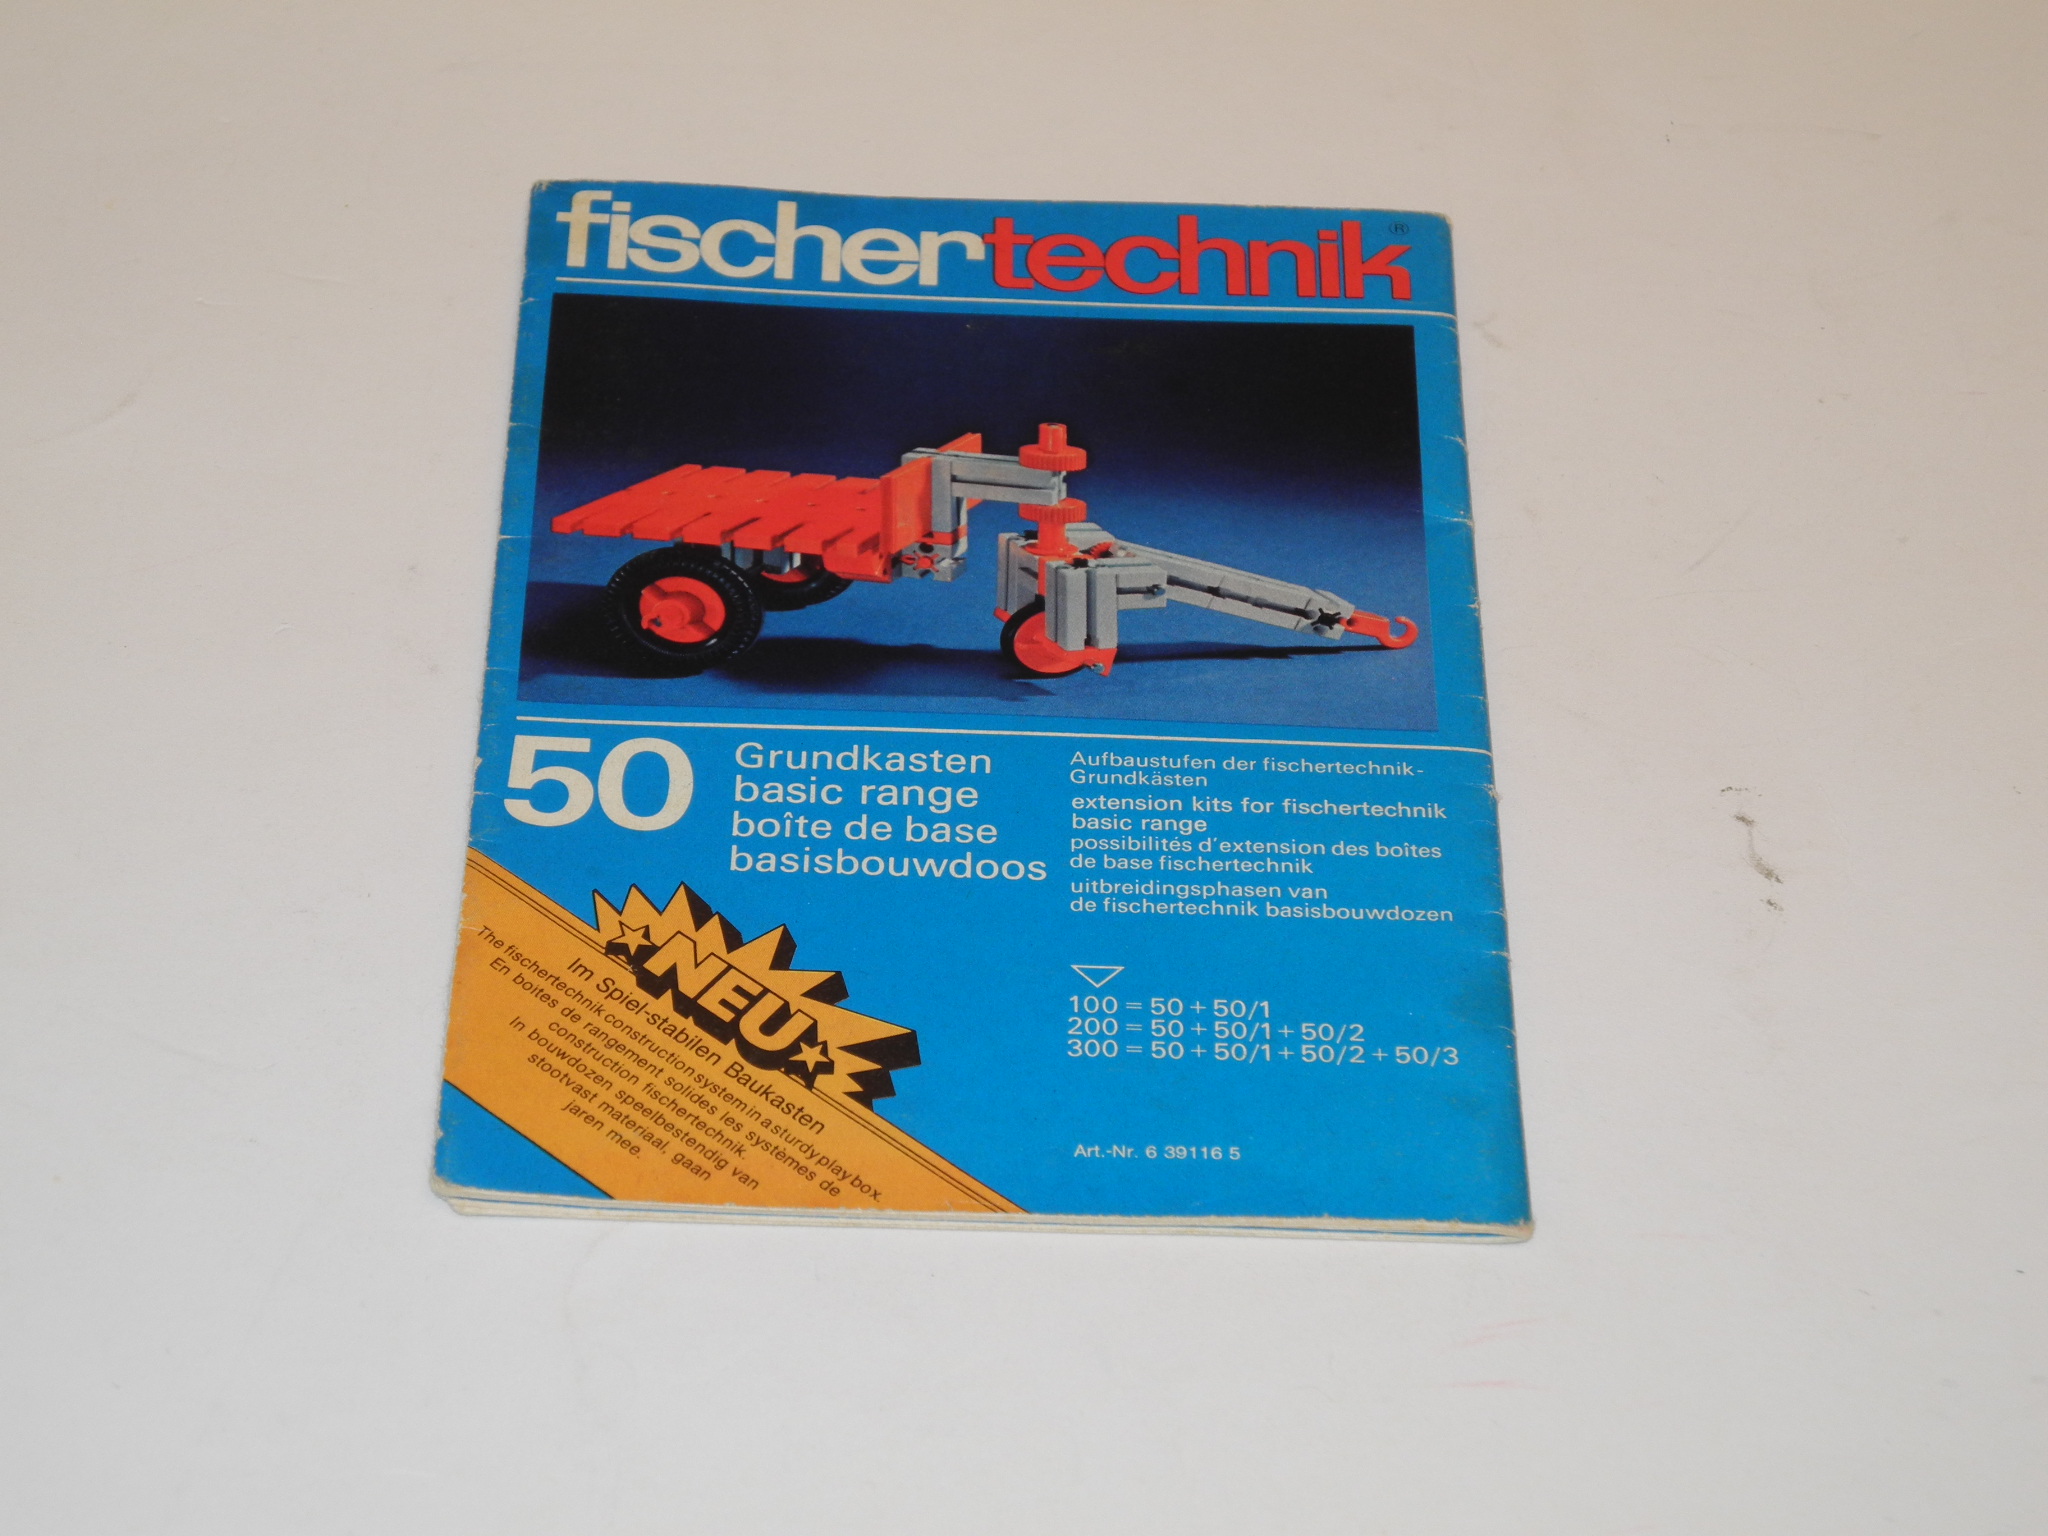 fischertechnik®
50
Grundkasten
basic range
boîte de base
basisbouwdoos
Aufbaustufen der fischertechnik-
Grundkästen
extension kits for fischertechnik
basic range
possibilités d'extension des boîtes
de base fischertechnik
uitbreidingsphasen van
de fischertechnik basisbouwdozen
100 = 50 + 50/1
200 = 50 + 50/1 + 50/2
300 = 50 + 50/1 + 50/2 + 50/3
Art.-Nr. 6 39116 5
NEU
Im Spiel-stabilen Baukasten
The fischertechnik construction system in a sturdy play box.
En boites de rangement solides les systèmes de
construction fischertechnik.
In bouwdozen speelbestendig van
stootvast materiaal, gaan
jaren mee.